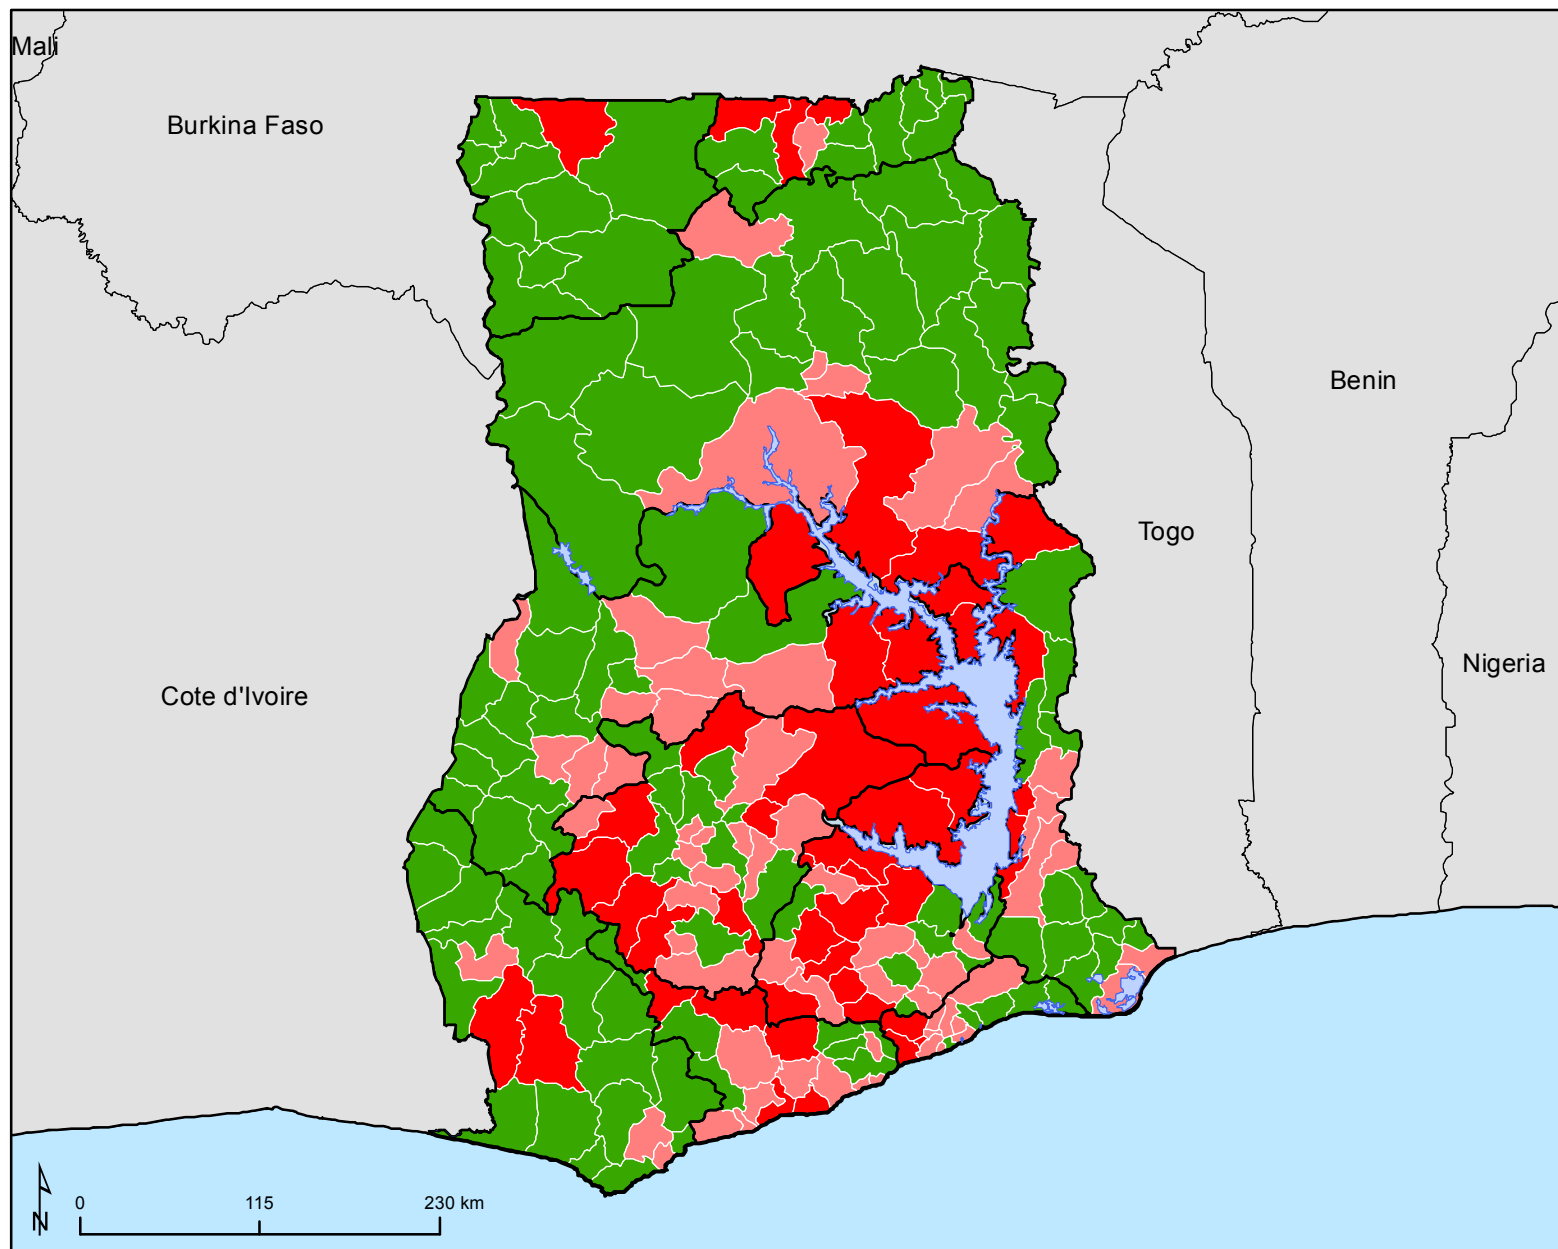 Mali
Burkina Faso
Benin
Togo
Nigeria
Cote d'Ivoire
N
0 115 230 km